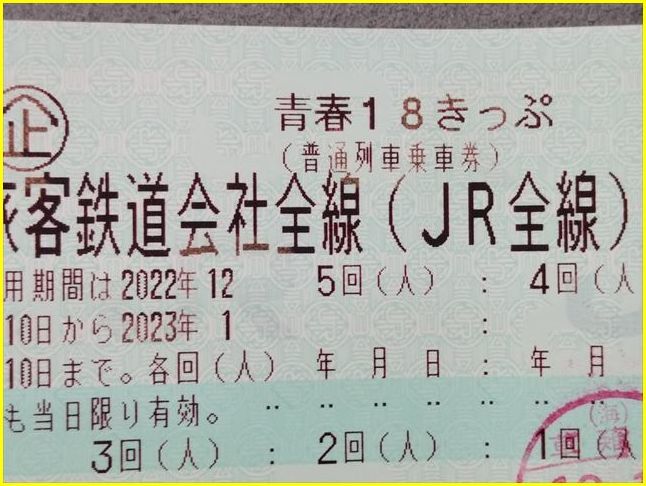 企
青春18きっぷ
(普通列車乗車券)
旅客鉄道会社全線(JR全線)
用期間は2022年12 5回(人) : 4回(人
10日から2023年1 :
10日まで。各回(人) 年 月 日 : 年 月
も当日限り有効。 ‥ ‥ ‥ ‥ ‥ ‥ ‥
3回(人) : 2回(人) : 1回(人
(海)